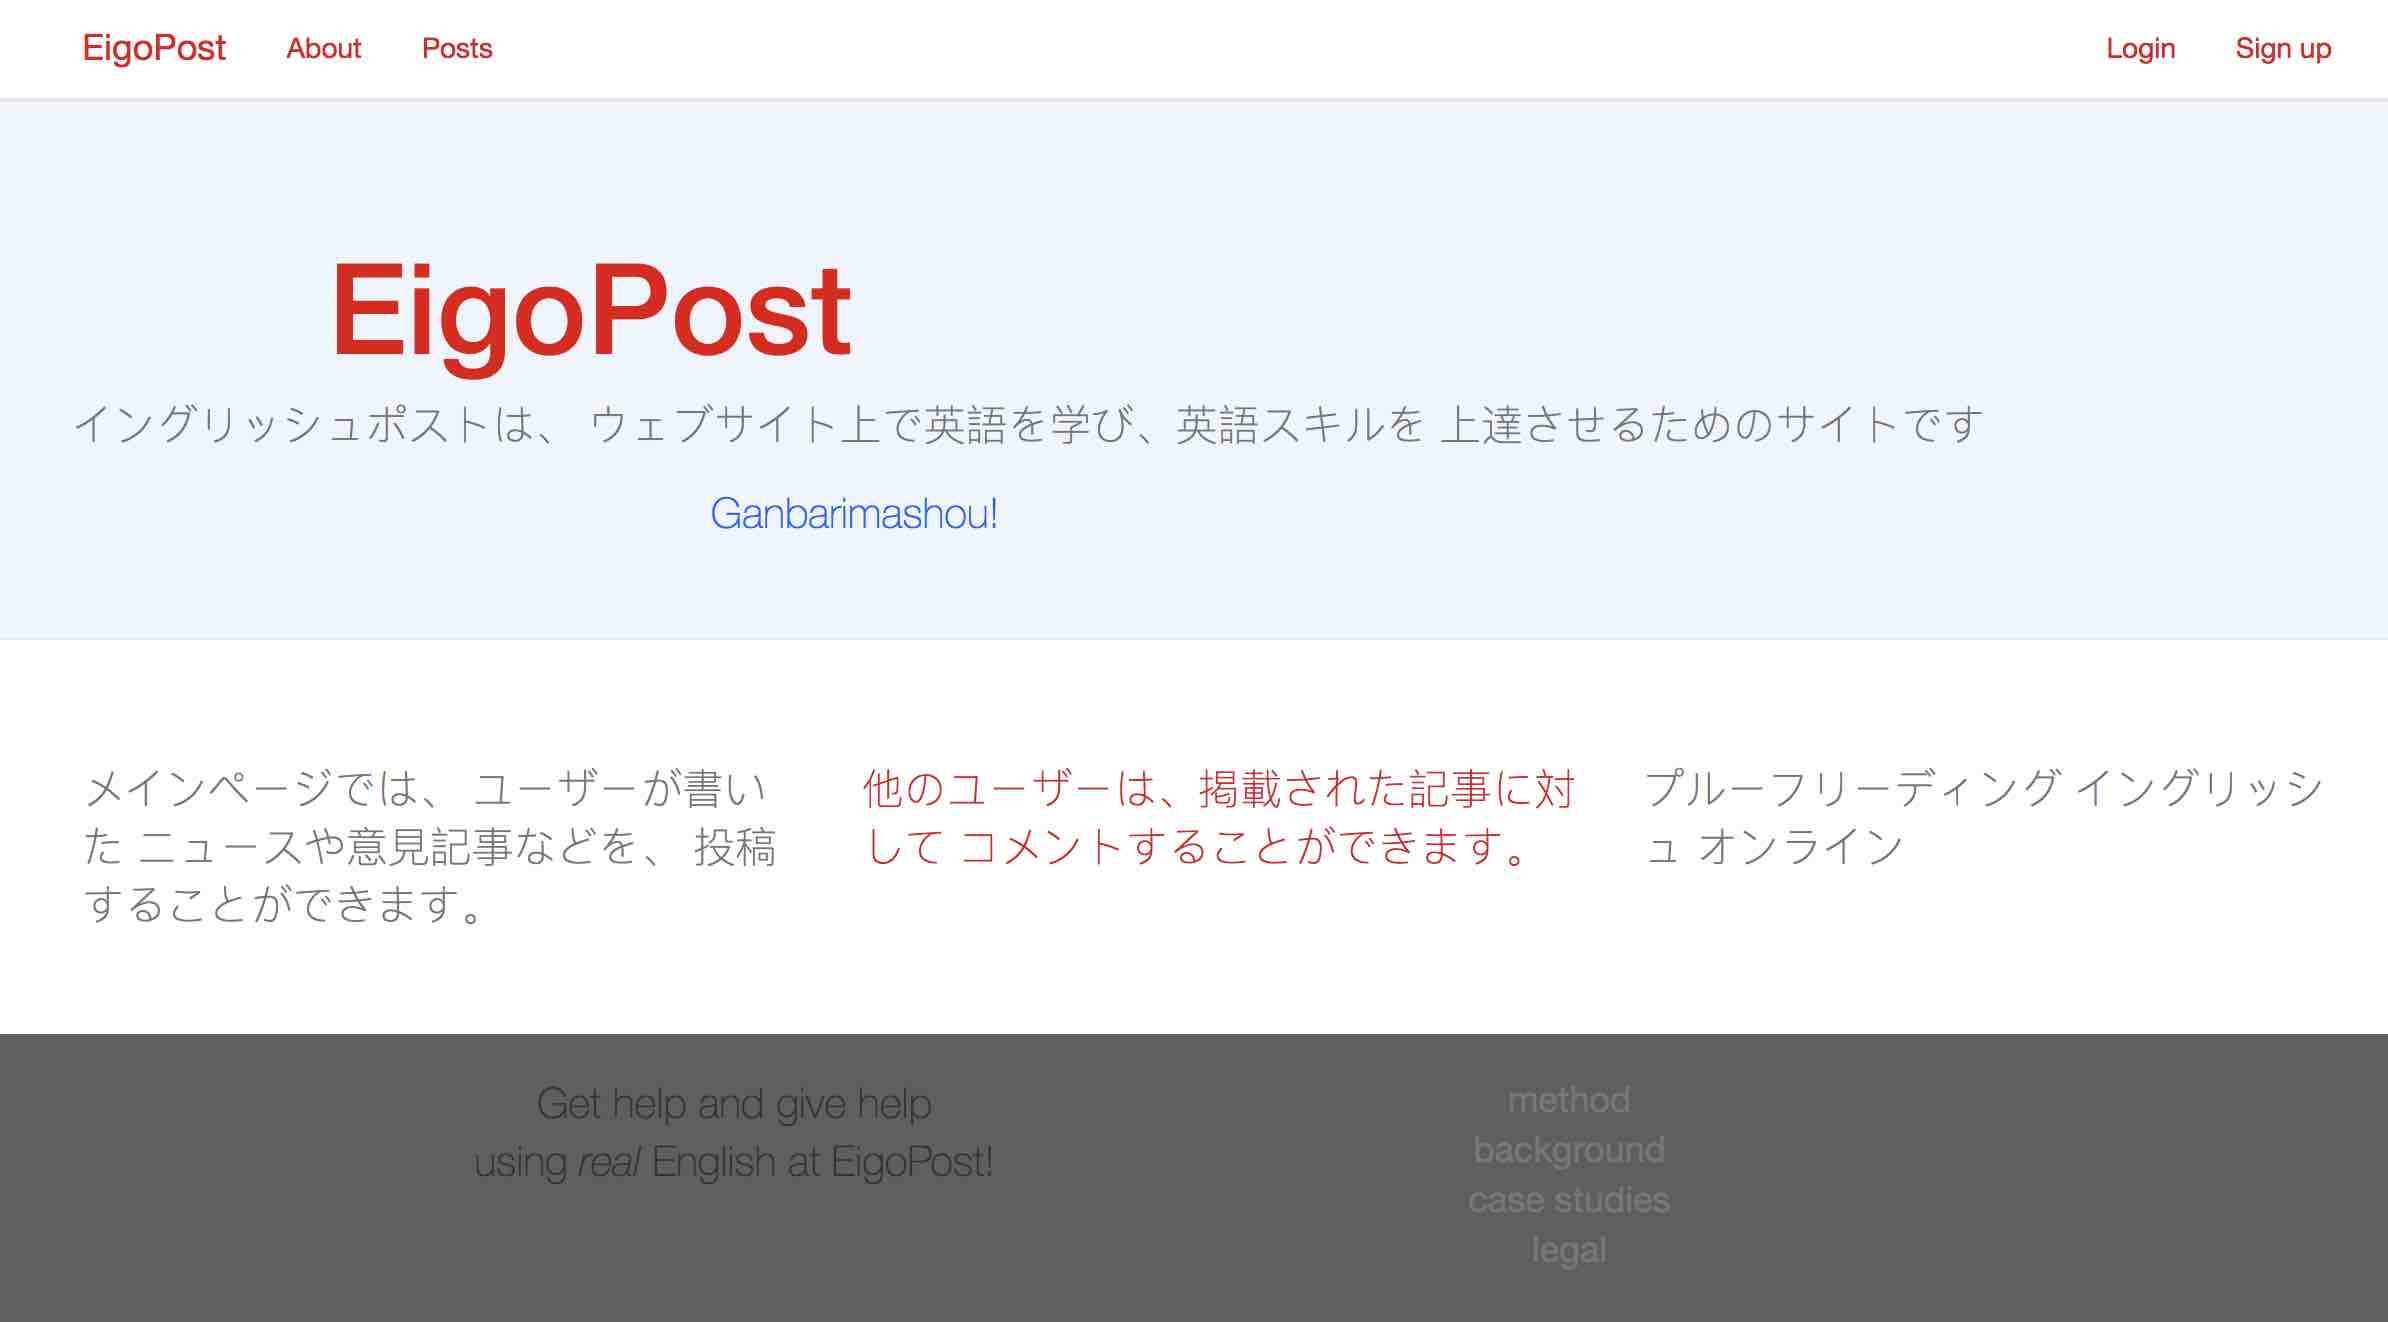 EigoPost About Posts Login Sign up
EigoPost
イングリッシュポストは、 ウェブサイト上で英語を学び、英語スキルを 上達させるためのサイトです
Ganbarimashou!
メインページでは、 ユーザーが書い
た ニュースや意見記事などを、 投稿
することができます。
他のユーザーは、掲載された記事に対
して コメントすることができます。
プルーフリーディング イングリッシ
ュ オンライン
Get help and give help
using real English at EigoPost!
method
background
case studies
legal